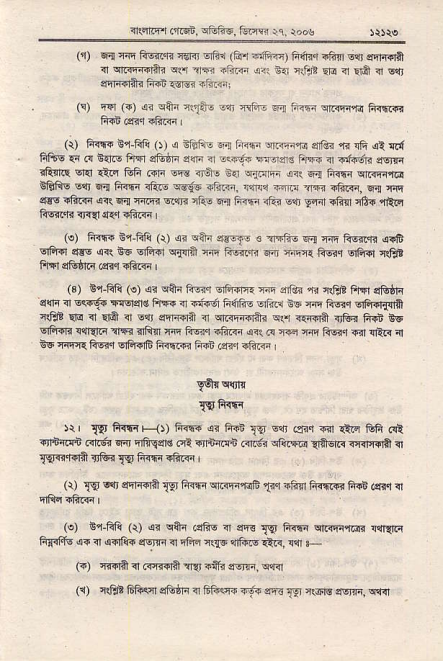 বাংলাদেশ গেজেট, অতিরিক্ত, ডিসেম্বর ২৭, ২০০৬ ১২১২৩
(গ) জন্ম সনদ বিতরণের সম্ভাব্য তারিখ (ত্রিশ কর্মদিবস) নির্ধারণ করিয়া তথ্য প্রদানকারী
বা আবেদনকারীর অংশ স্বাক্ষর করিবেন এবং উহা সংশ্লিষ্ট ছাত্র বা ছাত্রী বা তথ্য
প্রদানকারীর নিকট হস্তান্তর করিবেন;
(ঘ) দফা (ক) এর অধীন সংগৃহীত তথ্য সম্বলিত জন্ম নিবন্ধন আবেদনপত্র নিবন্ধকের
নিকট প্রেরণ করিবেন।
(২) নিবন্ধক উপ-বিধি (১) এ উল্লিখিত জন্ম নিবন্ধন আবেদনপত্র প্রাপ্তির পর যদি এই মর্মে
নিশ্চিত হন যে উহাতে শিক্ষা প্রতিষ্ঠান প্রধান বা তৎকর্তৃক ক্ষমতাপ্রাপ্ত শিক্ষক বা কর্মকর্তার প্রত্যয়ন
রহিয়াছে তাহা হইলে তিনি কোন তদন্ত ব্যতীত উহা অনুমোদন এবং জন্ম নিবন্ধন আবেদনপত্রে
উল্লিখিত তথ্য জন্ম নিবন্ধন বহিতে অন্তর্ভুক্ত করিবেন, যথাযথ কলামে স্বাক্ষর করিবেন, জন্ম সনদ
প্রস্তুত করিবেন এবং জন্ম সনদের তথ্যের সহিত জন্ম নিবন্ধন বহির তথ্য তুলনা করিয়া সঠিক পাইলে
বিতরণের ব্যবস্থা গ্রহণ করিবেন।
(৩) নিবন্ধক উপ-বিধি (২) এর অধীন প্রস্তুতকৃত ও স্বাক্ষরিত জন্ম সনদ বিতরণের একটি
তালিকা প্রস্তুত এবং উক্ত তালিকা অনুযায়ী সনদ বিতরণের জন্য সনদসহ বিতরণ তালিকা সংশ্লিষ্ট
শিক্ষা প্রতিষ্ঠানে প্রেরণ করিবেন।
(৪) উপ-বিধি (৩) এর অধীন বিতরণ তালিকাসহ সনদ প্রাপ্তির পর সংশ্লিষ্ট শিক্ষা প্রতিষ্ঠান
প্রধান বা তৎকর্তৃক ক্ষমতাপ্রাপ্ত শিক্ষক বা কর্মকর্তা নির্ধারিত তারিখে উক্ত সনদ বিতরণ তালিকানুযায়ী
সংশ্লিষ্ট ছাত্র বা ছাত্রী বা তথ্য প্রদানকারী বা আবেদনকারীর অংশ বহনকারী ব্যক্তির নিকট উক্ত
তালিকার যথাস্থানে স্বাক্ষর রাখিয়া সনদ বিতরণ করিবেন এবং যে সকল সনদ বিতরণ করা যাইবে না
উক্ত সনদসহ বিতরণ তালিকাটি নিবন্ধকের নিকট প্রেরণ করিবেন।
তৃতীয় অধ্যায়
মৃত্যু নিবন্ধন
১২। মৃত্যু নিবন্ধন।—(১) নিবন্ধক এর নিকট মৃত্যু তথ্য প্রেরণ করা হইলে তিনি যেই
ক্যান্টনমেন্ট বোর্ডের জন্য দায়িত্বপ্রাপ্ত সেই ক্যান্টনমেন্ট বোর্ডের অধিক্ষেত্রে স্থায়ীভাবে বসবাসকারী বা
মৃত্যুবরণকারী ব্যক্তির মৃত্যু নিবন্ধন করিবেন।
(২) মৃত্যু তথ্য প্রদানকারী মৃত্যু নিবন্ধন আবেদনপত্রটি পূরণ করিয়া নিবন্ধকের নিকট প্রেরণ বা
দাখিল করিবেন।
(৩) উপ-বিধি (২) এর অধীন প্রেরিত বা প্রদত্ত মৃত্যু নিবন্ধন আবেদনপত্রের যথাস্থানে
নিম্নবর্ণিত এক বা একাধিক প্রত্যয়ন বা দলিল সংযুক্ত থাকিতে হইবে, যথা ঃ—
(ক) সরকারী বা বেসরকারী স্বাস্থ্য কর্মীর প্রত্যয়ন, অথবা
(খ) সংশ্লিষ্ট চিকিৎসা প্রতিষ্ঠান বা চিকিৎসক কর্তৃক প্রদত্ত মৃত্যু সংক্রান্ত প্রত্যয়ন, অথবা